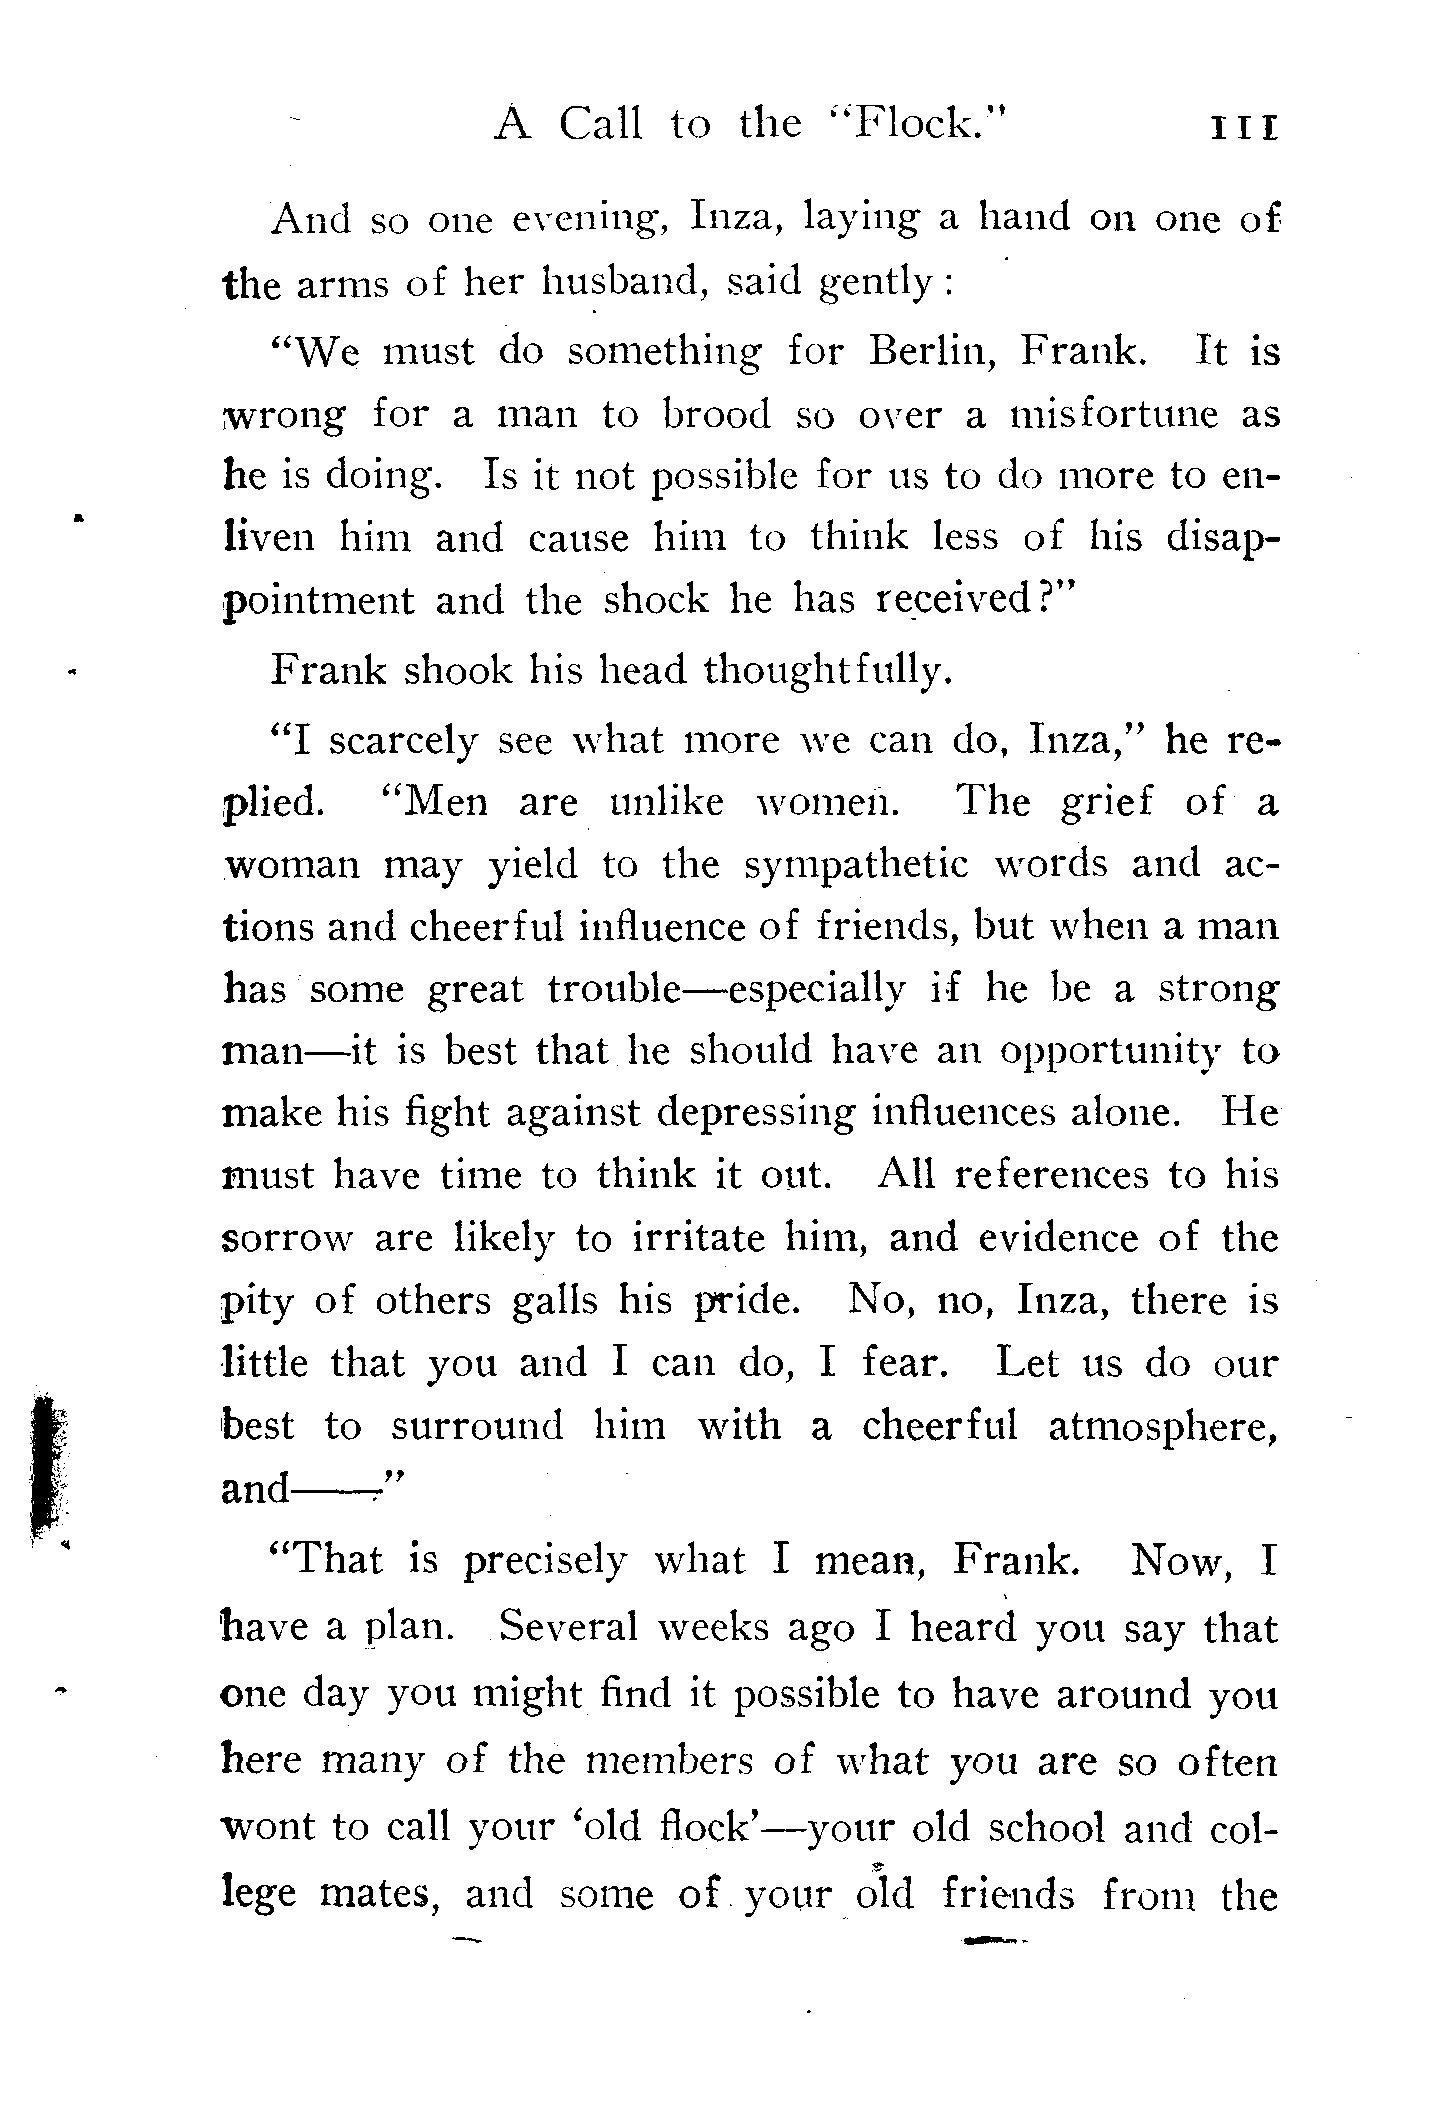 A Call to the “Flock.” 111
And so one evening, Inza, laying a hand on one of
the arms of her husband, said gently:
“We must do something for Berlin, Frank. It is
wrong for a man to brood so over a misfortune as
he is doing. Is it not possible for us to do more to en-
liven him and cause him to think less of his disap-
pointment and the shock he has received?”
Frank shook his head thoughtfully.
“I scarcely see what more we can do, Inza,” he re-
plied. “Men are unlike women. The grief of a
woman may yield to the sympathetic words and ac-
tions and cheerful influence of friends, but when a man
has some great trouble—especially if he be a strong
man—it is best that he should have an opportunity to
make his fight against depressing influences alone. He
must have time to think it out. All references to his
sorrow are likely to irritate him, and evidence of the
pity of others galls his pride. No, no, Inza, there is
little that you and I can do, I fear. Let us do our
best to surround him with a cheerful atmosphere,
and——”
“That is precisely what I mean, Frank. Now, I
have a plan. Several weeks ago I heard you say that
one day you might find it possible to have around you
here many of the members of what you are so often
wont to call your ‘old flock’—your old school and col-
lege mates, and some of your old friends from the